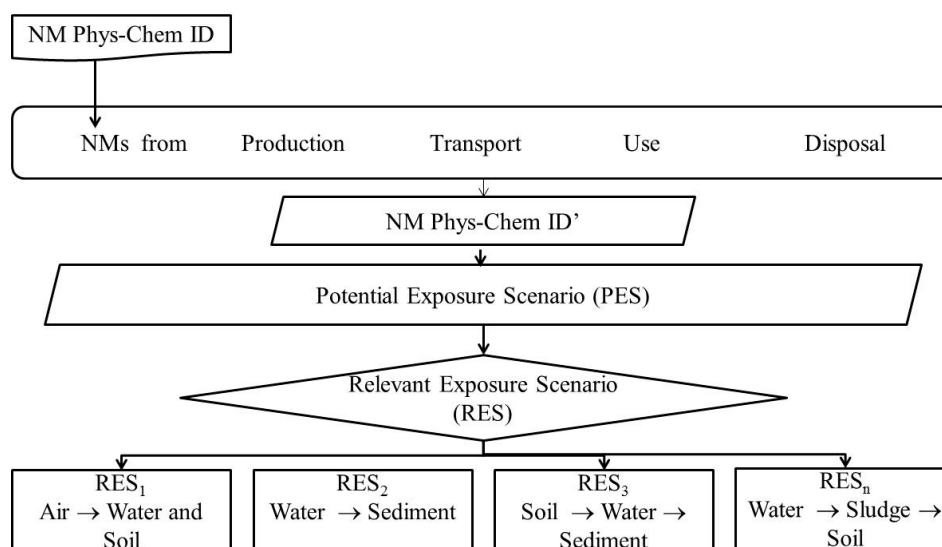 NM Phys-Chem ID
NMs from Production Transport Use Disposal
NM Phys-Chem ID’
Potential Exposure Scenario (PES)
Relevant Exposure Scenario
(RES)
RES₁
Air → Water and
Soil
RES₂
Water → Sediment
RES₃
Soil → Water →
Sediment
RESₙ
Water → Sludge →
Soil